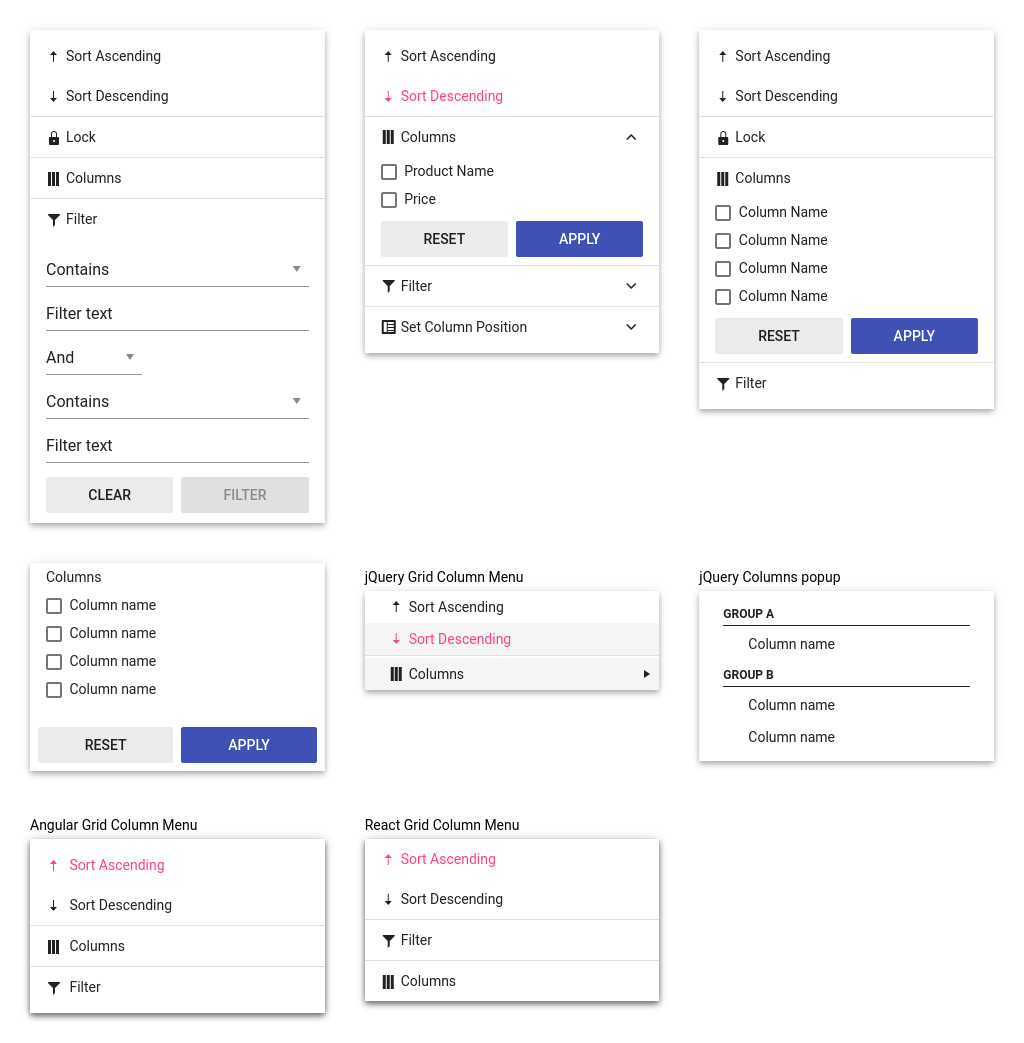 Sort Ascending
Sort Descending
Lock
Columns
Filter
Contains
Filter text
And
Contains
Filter text
CLEAR FILTER
Sort Ascending
Sort Descending
Columns
Product Name
Price
RESET APPLY
Filter
Set Column Position
Sort Ascending
Sort Descending
Lock
Columns
Column Name
Column Name
Column Name
Column Name
RESET APPLY
Filter
Columns
Column name
Column name
Column name
Column name
RESET APPLY
jQuery Grid Column Menu
Sort Ascending
Sort Descending
Columns
jQuery Columns popup
GROUP A
Column name
GROUP B
Column name
Column name
Angular Grid Column Menu
Sort Ascending
Sort Descending
Columns
Filter
React Grid Column Menu
Sort Ascending
Sort Descending
Filter
Columns